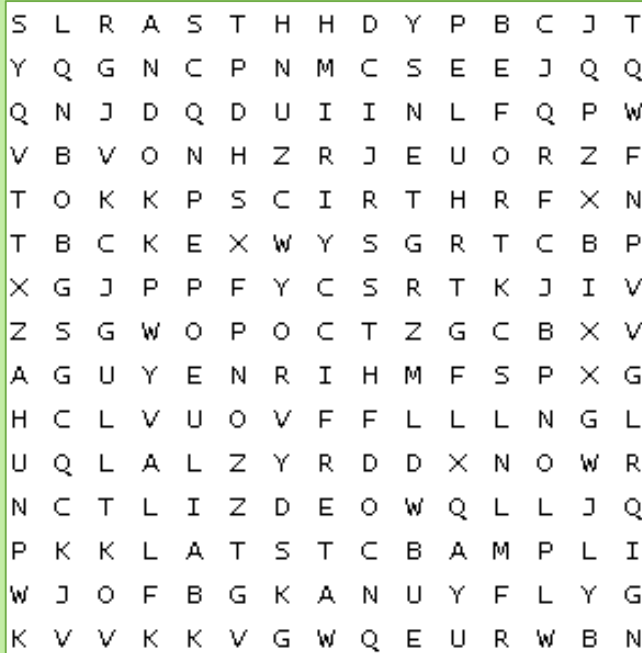 S L R A S T H H D Y P B C J T
Y Q G N C P N M C S E E J Q Q
Q N J D Q D U I I N L F Q P W
V B V O N H Z R J E U O R Z F
T O K K P S C I R T H R F X N
T B C K E X W Y S G R T C B P
X G J P P F Y C S R T K J I V
Z S G W O P O C T Z G C B X V
A G U Y E N R I H M F S P X G
H C L V U O V F F L L L N G L
U Q L A L Z Y R D D X N O W R
N C T L I Z D E O W Q L L J Q
P K K L A T S T C B A M P L I
W J O F B G K A N U Y F L Y G
K V V K K V G W Q E U R W B N